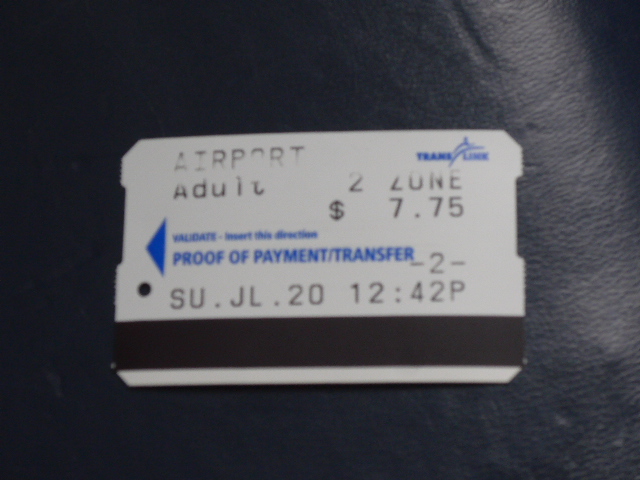 AIRPORT
TRANS LINK
Adult 2 ZONE
$ 7.75
VALIDATE - Insert this direction
PROOF OF PAYMENT/TRANSFER
-2-
SU.JL.20 12:42P